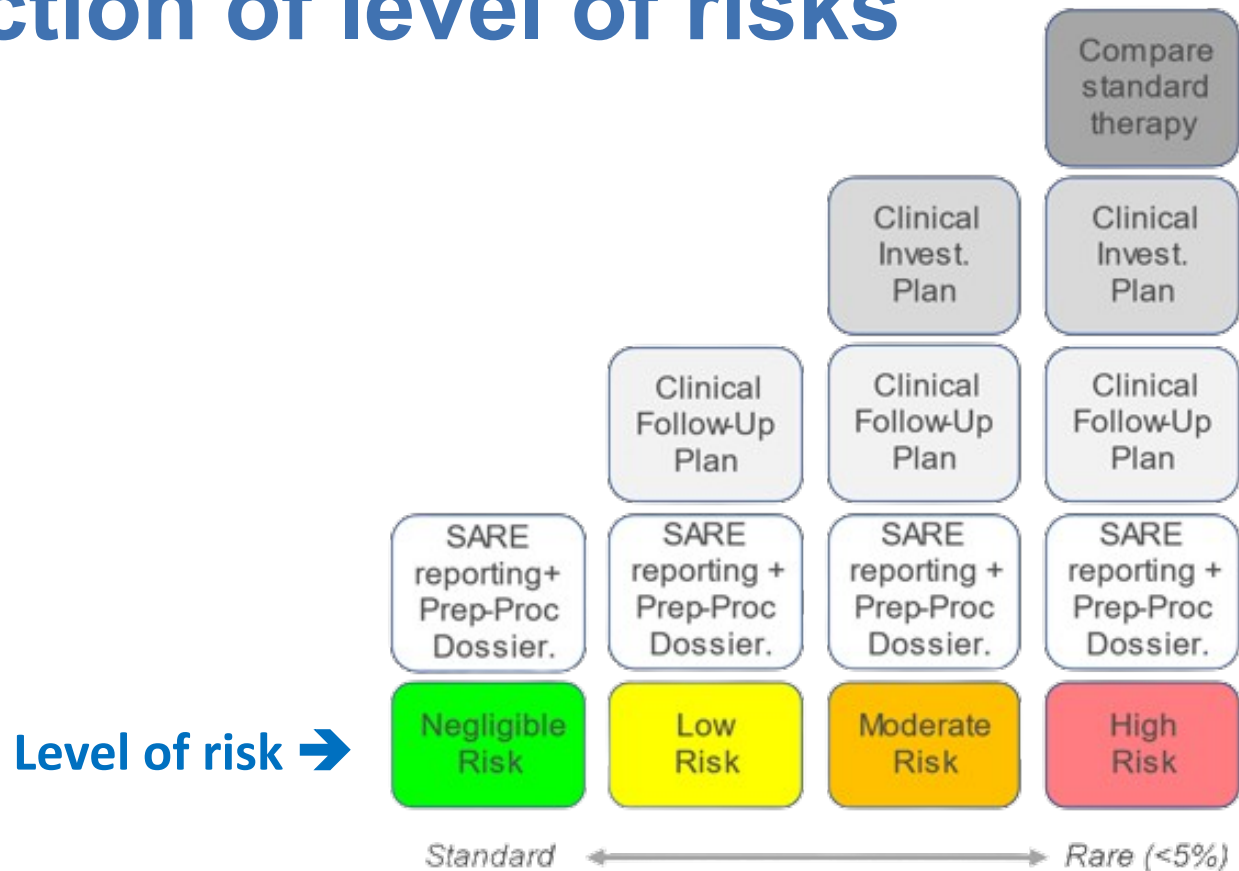 ction of level of risks
Compare
standard
therapy
Clinical
Invest.
Plan
Clinical
Invest.
Plan
Clinical
Follow-Up
Plan
Clinical
Follow-Up
Plan
Clinical
Follow-Up
Plan
SARE
reporting+
Prep-Proc
Dossier.
SARE
reporting +
Prep-Proc
Dossier.
SARE
reporting +
Prep-Proc
Dossier.
SARE
reporting +
Prep-Proc
Dossier.
Level of risk ➔
Negligible
Risk
Low
Risk
Moderate
Risk
High
Risk
Standard
Rare (<5%)